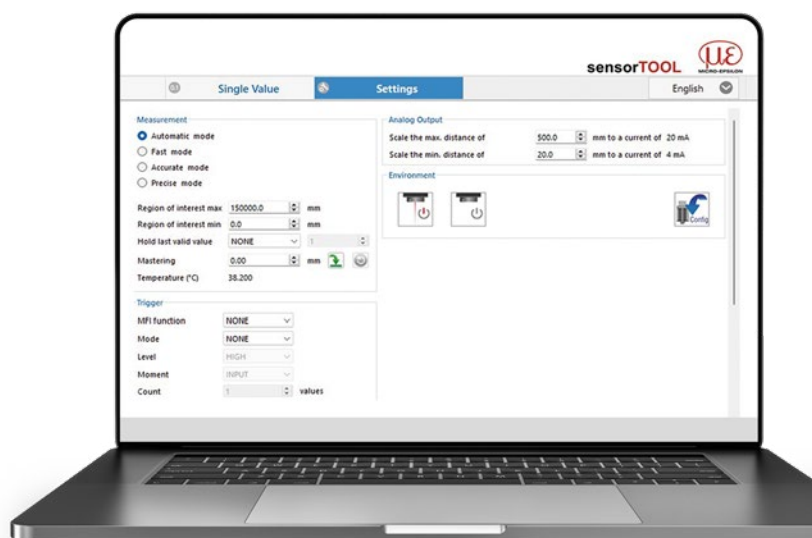 sensorTOOL
με
MICRO-EPSILON
0.1 Single Value
Settings
English
Measurement
Automatic mode
Fast mode
Accurate mode
Precise mode
Region of interest max 150000.0 mm
Region of interest min 0.0 mm
Hold last valid value NONE 1
Mastering 0.00 mm
Temperature (°C) 38.200
Trigger
MFI function NONE
Mode NONE
Level HIGH
Moment INPUT
Count 1 values
Analog Output
Scale the max. distance of 500.0 mm to a current of 20 mA
Scale the min. distance of 20.0 mm to a current of 4 mA
Environment
Config